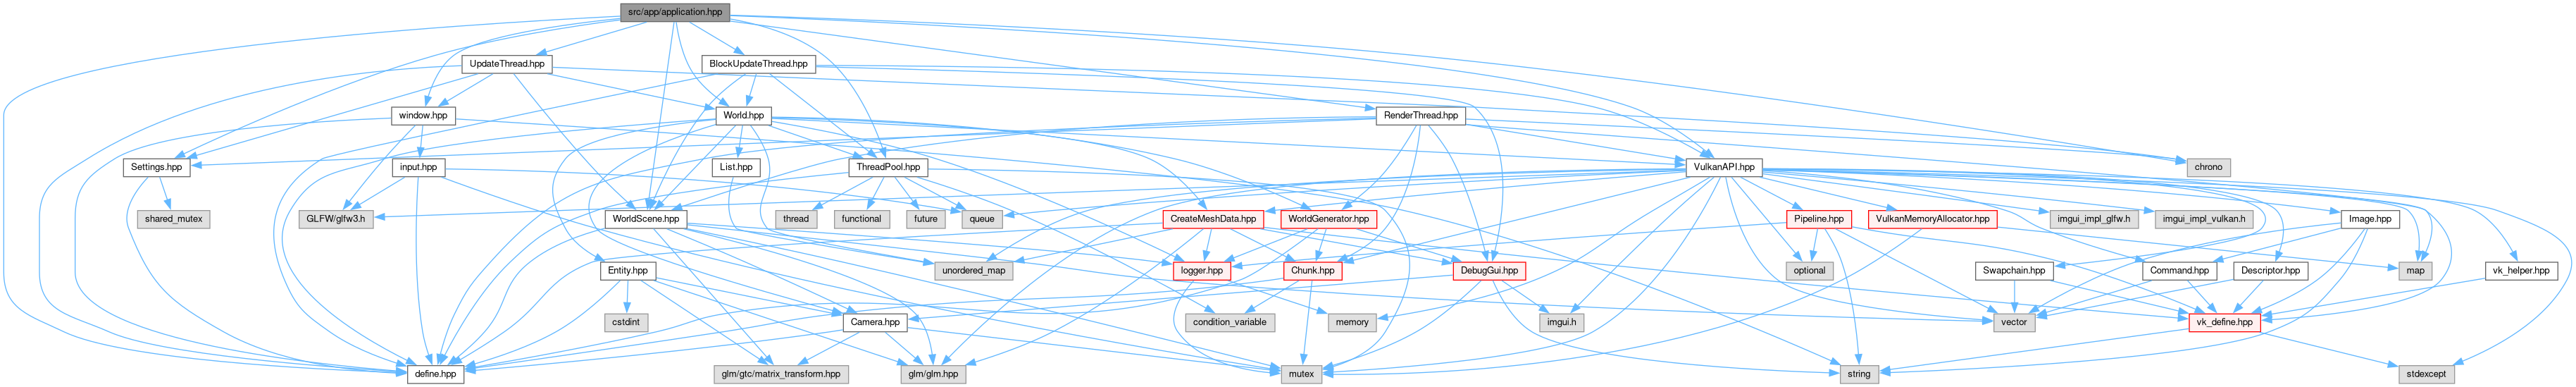 src/app/application.hpp
UpdateThread.hpp
BlockUpdateThread.hpp
window.hpp
World.hpp
RenderThread.hpp
Settings.hpp
input.hpp
List.hpp
ThreadPool.hpp
VulkanAPI.hpp
chrono
shared_mutex
GLFW/glfw3.h
WorldScene.hpp
thread
functional
future
queue
CreateMeshData.hpp
WorldGenerator.hpp
Pipeline.hpp
VulkanMemoryAllocator.hpp
imgui_impl_glfw.h
imgui_impl_vulkan.h
Image.hpp
Entity.hpp
unordered_map
logger.hpp
Chunk.hpp
DebugGui.hpp
optional
Swapchain.hpp
Command.hpp
Descriptor.hpp
vk_helper.hpp
map
cstdint
Camera.hpp
condition_variable
memory
imgui.h
vector
vk_define.hpp
define.hpp
glm/gtc/matrix_transform.hpp
glm/glm.hpp
mutex
string
stdexcept